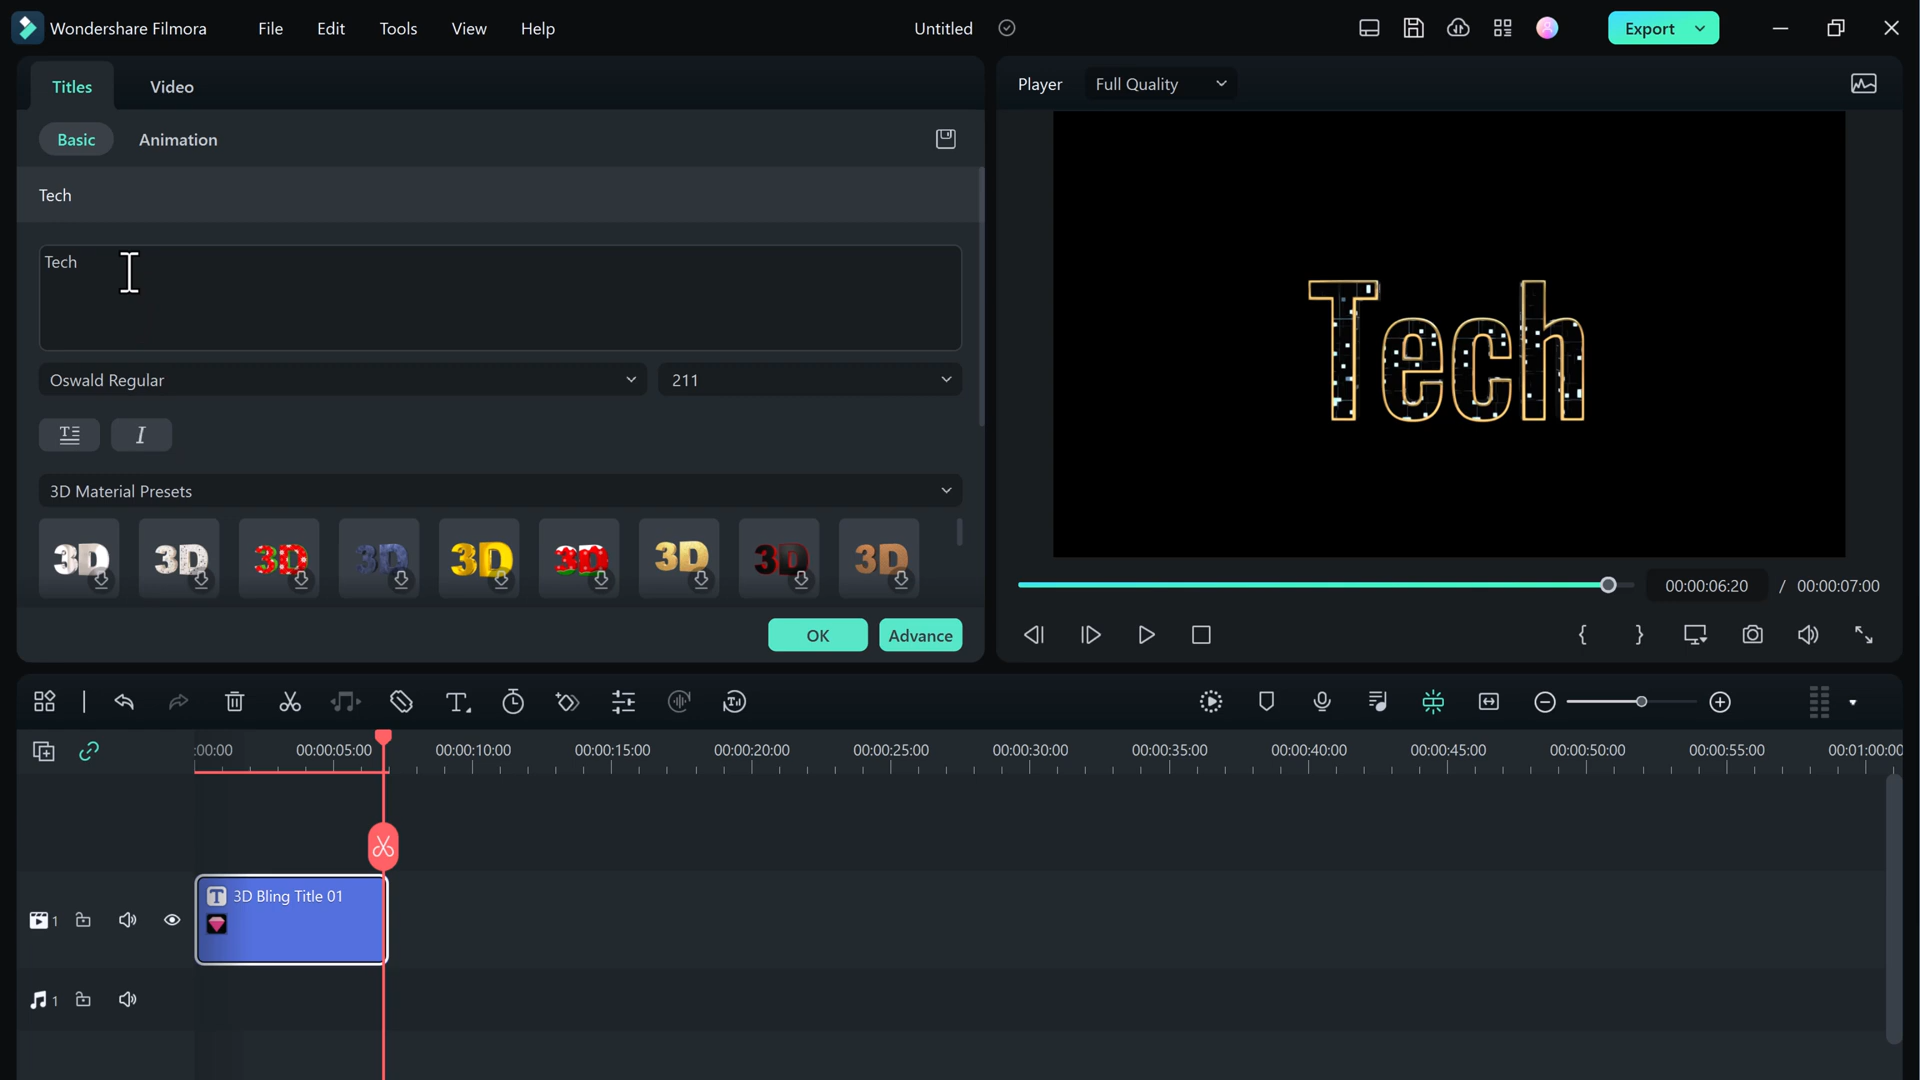 Wondershare Filmora File Edit Tools View Help Untitled Export
Titles Video
Basic Animation
Tech
Tech
Oswald Regular 211
I
3D Material Presets
3D 3D 3D 3D 3D 3D 3D 3D 3D
OK Advance
Player Full Quality
Tech
00:00:06:20 / 00:00:07:00
{ }
:00:00 00:00:05:00 00:00:10:00 00:00:15:00 00:00:20:00 00:00:25:00 00:00:30:00 00:00:35:00 00:00:40:00 00:00:45:00 00:00:50:00 00:00:55:00 00:01:00:00
T 3D Bling Title 01
1
1